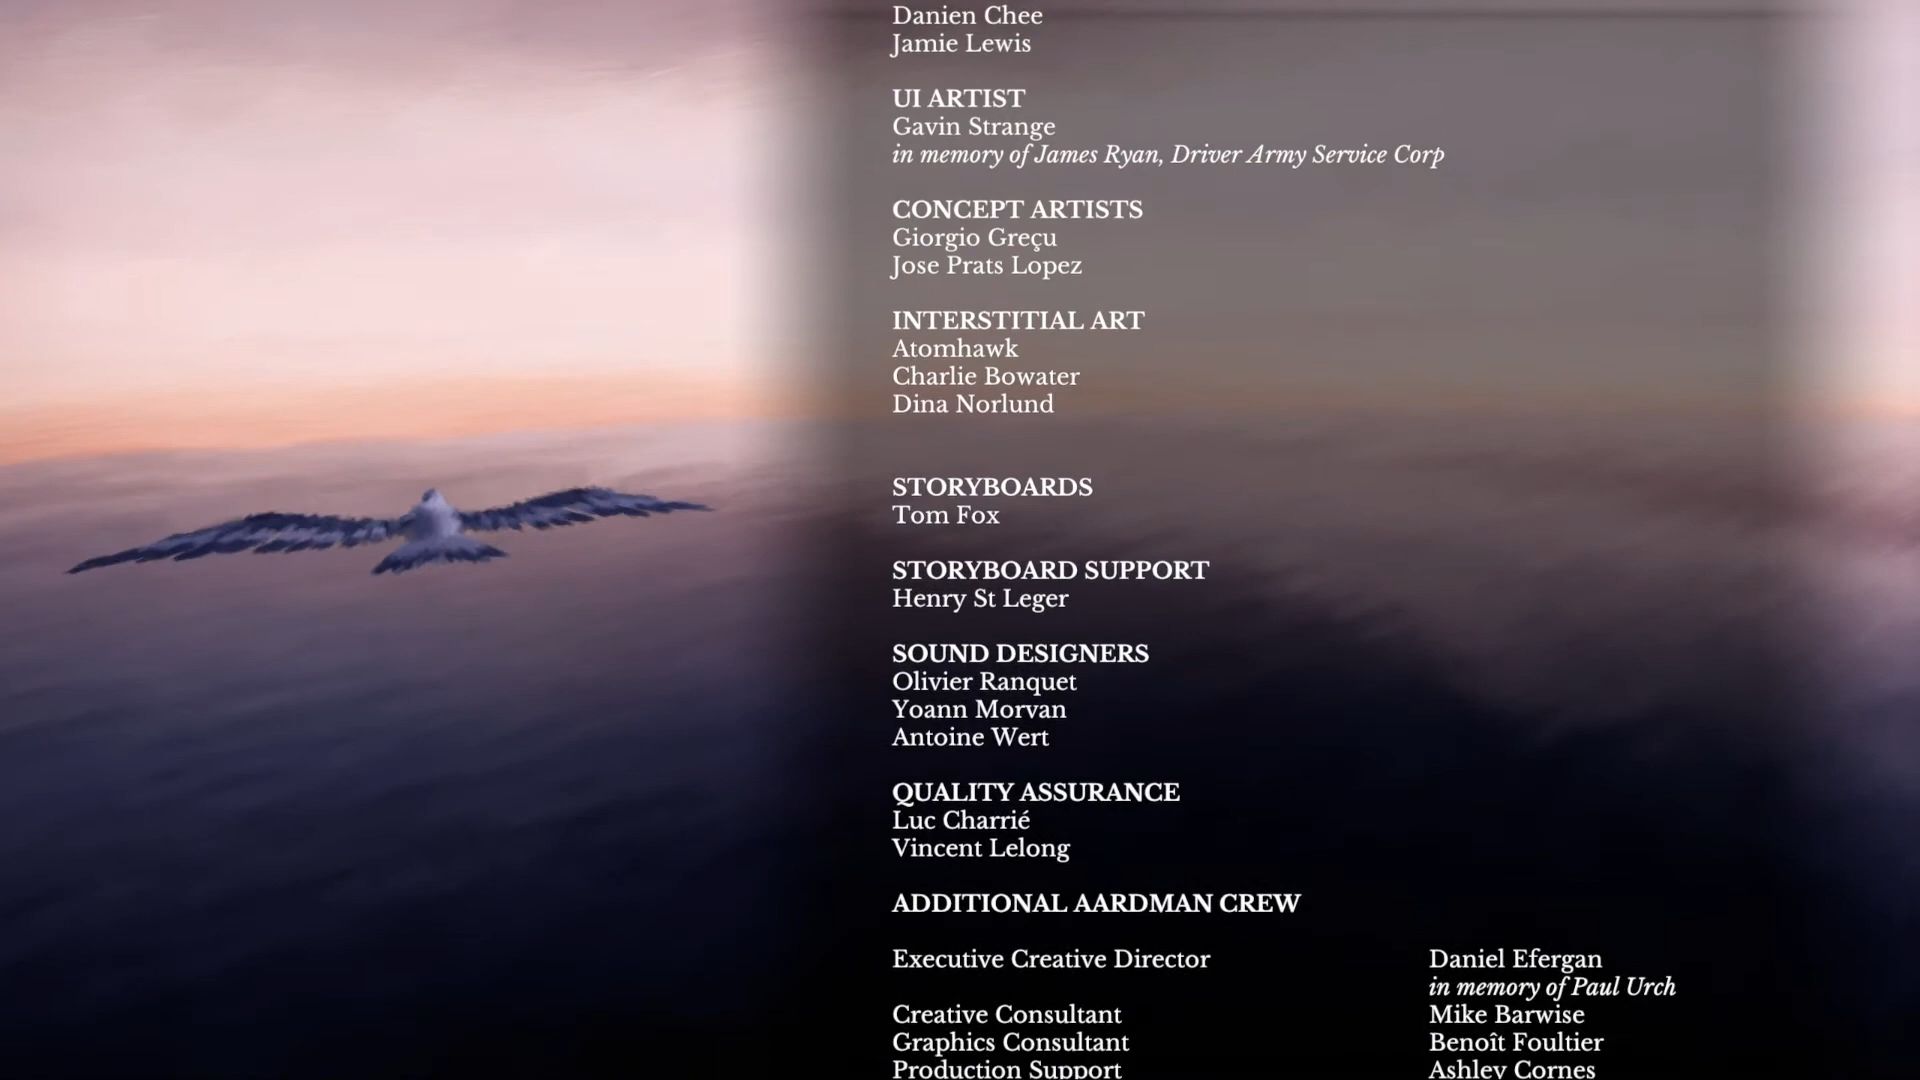 Danien Chee
Jamie Lewis
UI ARTIST
Gavin Strange
in memory of James Ryan, Driver Army Service Corp
CONCEPT ARTISTS
Giorgio Greçu
Jose Prats Lopez
INTERSTITIAL ART
Atomhawk
Charlie Bowater
Dina Norlund
STORYBOARDS
Tom Fox
STORYBOARD SUPPORT
Henry St Leger
SOUND DESIGNERS
Olivier Ranquet
Yoann Morvan
Antoine Wert
QUALITY ASSURANCE
Luc Charrié
Vincent Lelong
ADDITIONAL AARDMAN CREW
Executive Creative Director Daniel Efergan
in memory of Paul Urch
Creative Consultant Mike Barwise
Graphics Consultant Benoît Foultier
Production Support Ashley Cornes